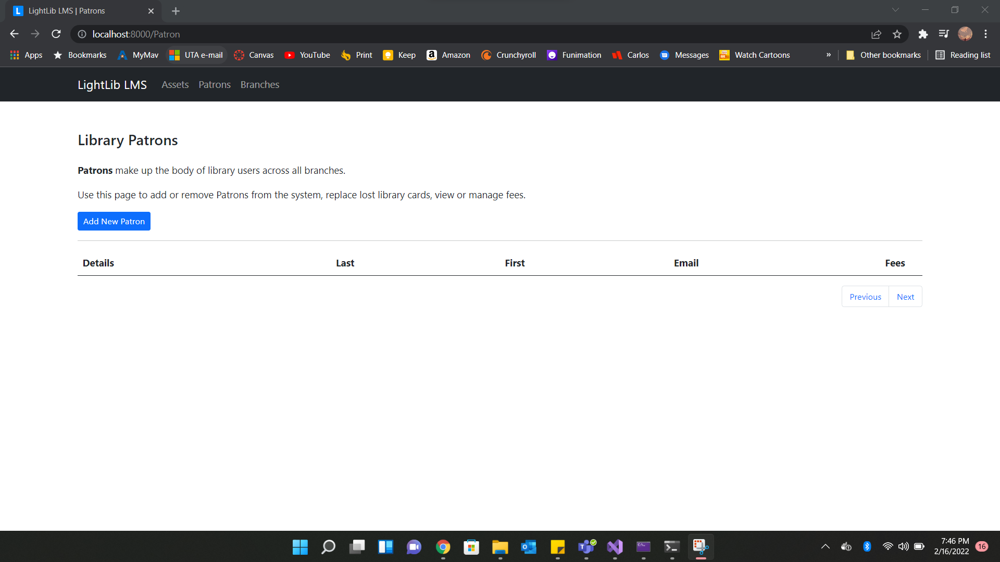 LightLib LMS | Patrons
localhost:8000/Patron
Apps Bookmarks MyMav UTA e-mail Canvas YouTube Print Keep Amazon Crunchyroll Funimation Carlos Messages Watch Cartoons » Other bookmarks Reading list
LightLib LMS Assets Patrons Branches
Library Patrons
Patrons make up the body of library users across all branches.
Use this page to add or remove Patrons from the system, replace lost library cards, view or manage fees.
Add New Patron
Details Last First Email Fees
Previous Next
7:46 PM
2/16/2022 16